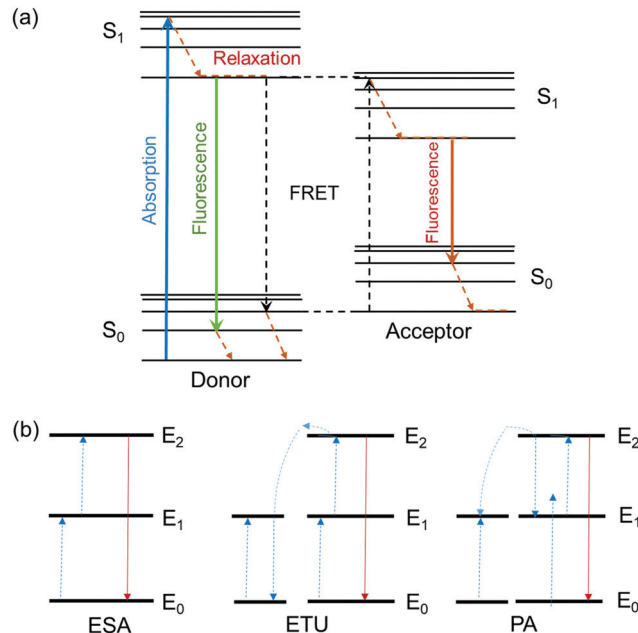 (a)
S1
Relaxation
Absorption
Fluorescence
FRET
S1
Fluorescence
S0
S0
Donor
Acceptor
(b)
E2
E1
E0
ESA
E2
E1
E0
ETU
E2
E1
E0
PA